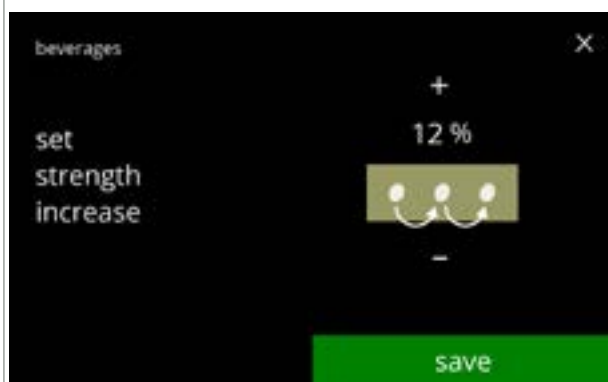 beverages
×
+
set
strength
increase
12 %
−
save